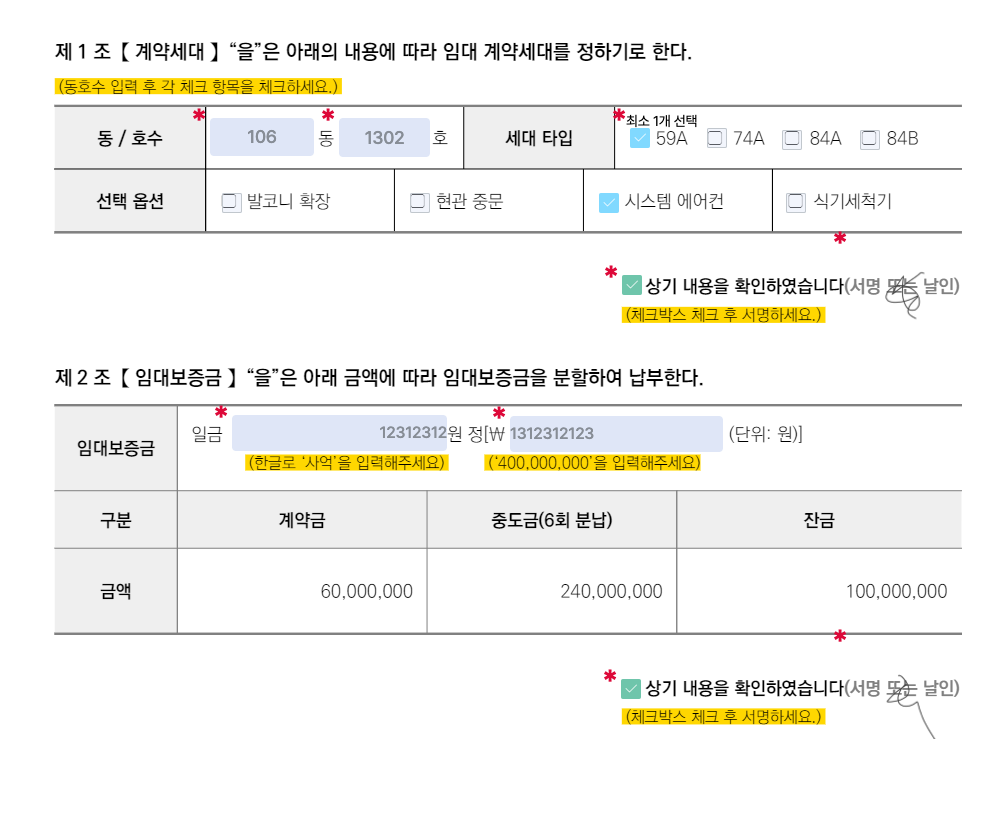 제 1 조【 계약세대 】“을”은 아래의 내용에 따라 임대 계약세대를 정하기로 한다.
(동호수 입력 후 각 체크 항목을 체크하세요.)
동 / 호수 106 동 1302 호 세대 타입 최소 1개 선택
59A 74A 84A 84B
선택 옵션 발코니 확장 현관 중문 시스템 에어컨 식기세척기
상기 내용을 확인하였습니다(서명 또는 날인)
(체크박스 체크 후 서명하세요.)
제 2 조【 임대보증금 】“을”은 아래 금액에 따라 임대보증금을 분할하여 납부한다.
임대보증금 일금 12312312원 정[₩ 1312312123 (단위: 원)]
(한글로 ‘사억’을 입력해주세요) (‘400,000,000’을 입력해주세요)
구분 계약금 중도금(6회 분납) 잔금
금액 60,000,000 240,000,000 100,000,000
상기 내용을 확인하였습니다(서명 또는 날인)
(체크박스 체크 후 서명하세요.)